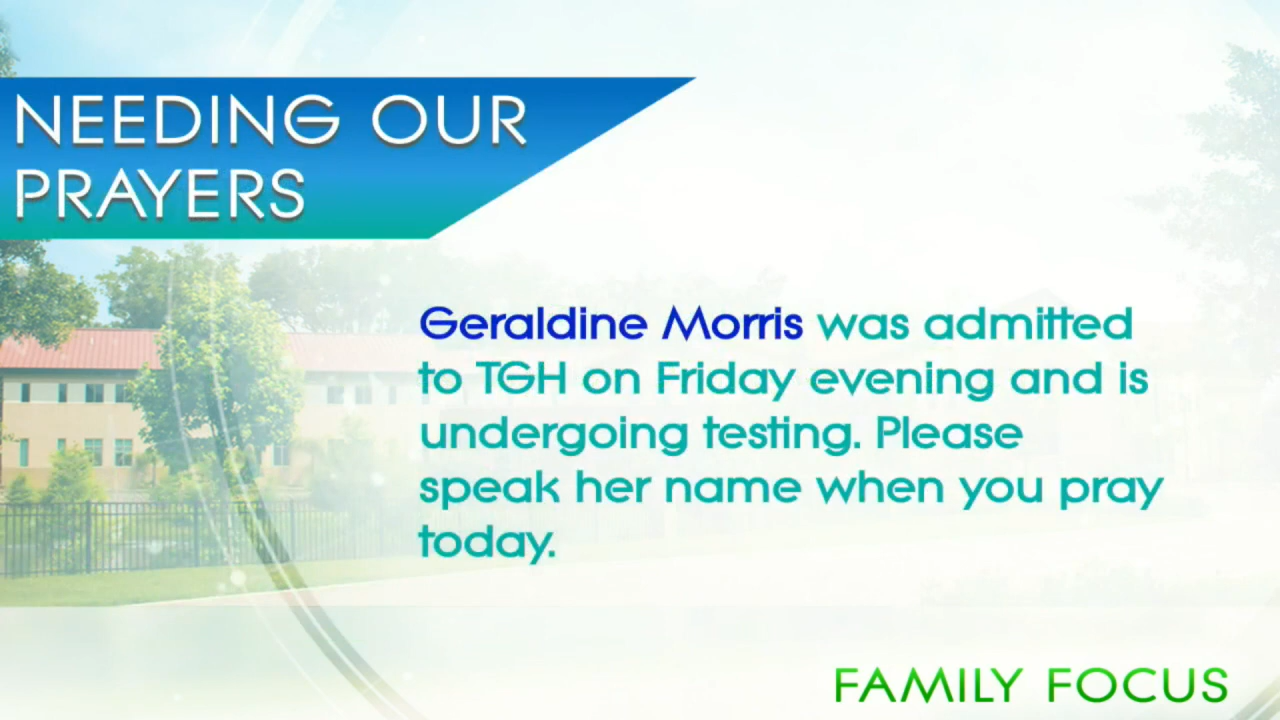 NEEDING OUR
PRAYERS
Geraldine Morris was admitted
to TGH on Friday evening and is
undergoing testing. Please
speak her name when you pray
today.
FAMILY FOCUS